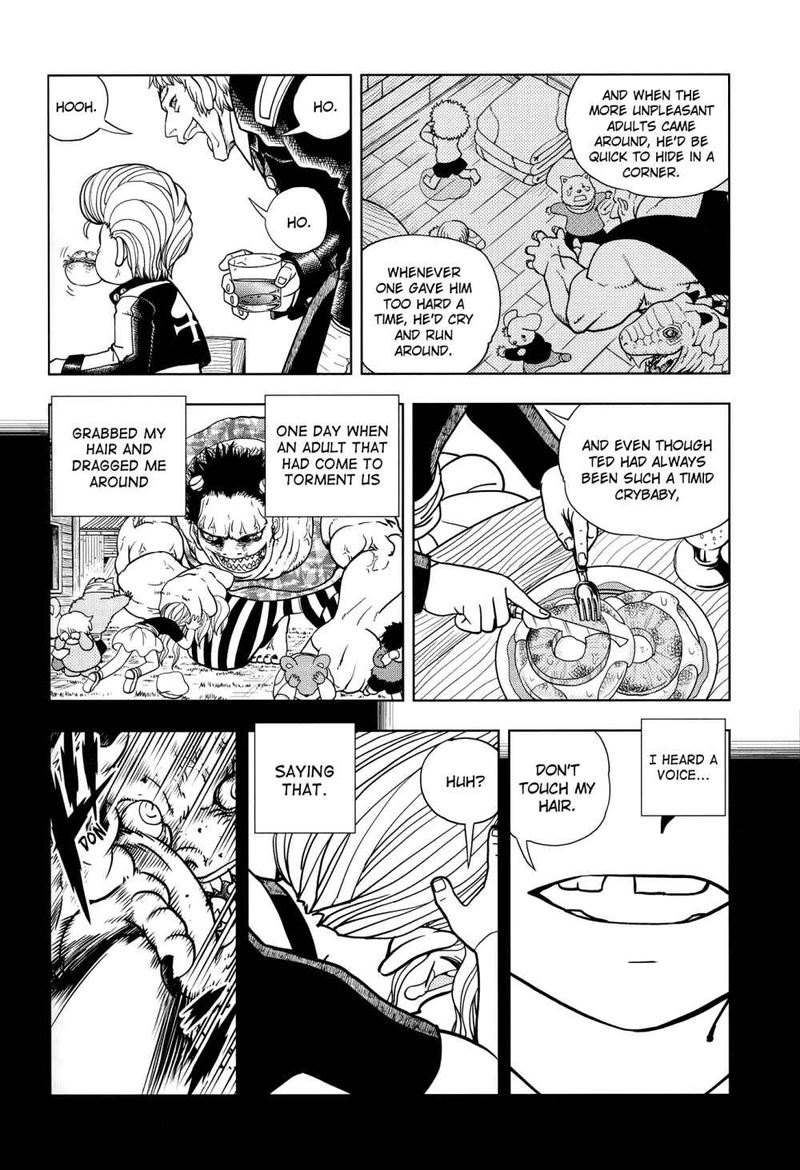 AND WHEN THE
MORE UNPLEASANT
ADULTS CAME
AROUND, HE'D BE
QUICK TO HIDE IN A
CORNER.
WHENEVER
ONE GAVE HIM
TOO HARD A
TIME, HE'D CRY
AND RUN
AROUND.
HO.
HOOH.
HO.
AND EVEN THOUGH
TED HAD ALWAYS
BEEN SUCH A TIMID
CRYBABY,
ONE DAY WHEN
AN ADULT THAT
HAD COME TO
TORMENT US
GRABBED MY
HAIR AND
DRAGGED ME
AROUND
I HEARD A
VOICE...
DON'T
TOUCH MY
HAIR.
HUH?
SAYING
THAT.
DON